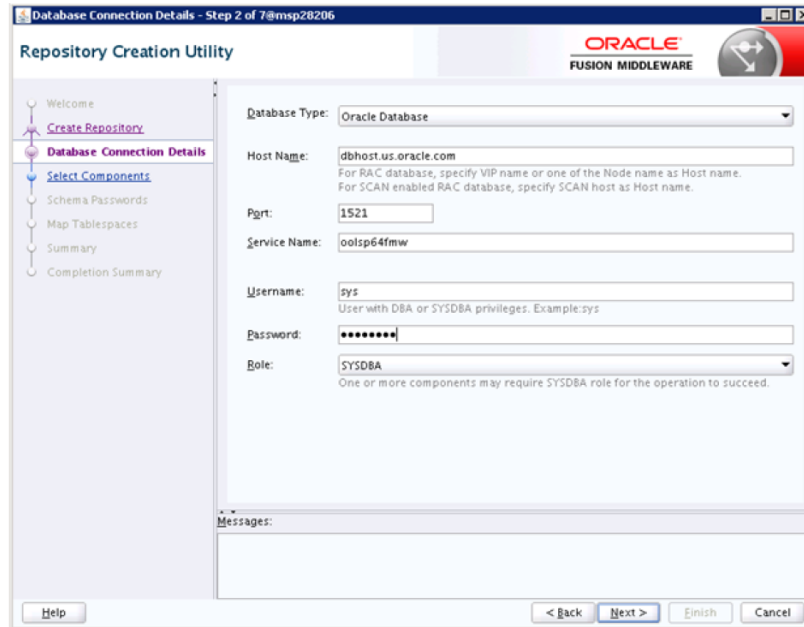 Database Connection Details - Step 2 of 7@msp28206
Repository Creation Utility
ORACLE
FUSION MIDDLEWARE
Welcome
Create Repository
Database Connection Details
Select Components
Schema Passwords
Map Tablespaces
Summary
Completion Summary
Database Type: Oracle Database
Host Name: dbhost.us.oracle.com
For RAC database, specify VIP name or one of the Node name as Host name.
For SCAN enabled RAC database, specify SCAN host as Host name.
Port: 1521
Service Name: oolsp64fmw
Username: sys
User with DBA or SYSDBA privileges. Example:sys
Password: ••••••••
Role: SYSDBA
One or more components may require SYSDBA role for the operation to succeed.
Messages:
Help < Back Next > Finish Cancel